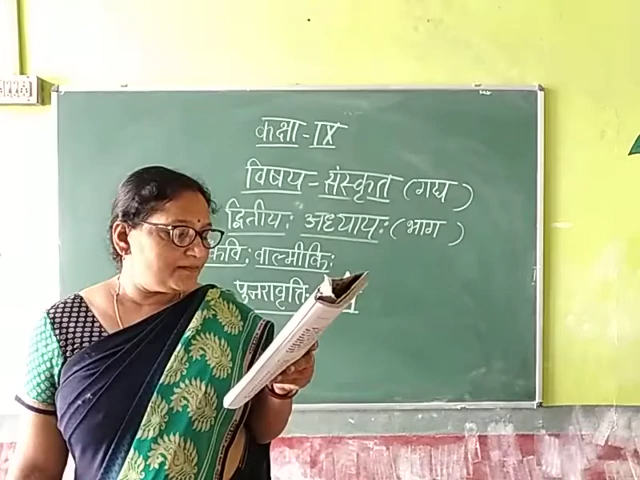 कक्षा - IX
विषय - संस्कृत (गद्य)
द्वितीयः अध्यायः (भाग )
कविः वाल्मीकिः
पुनरावृत्ति